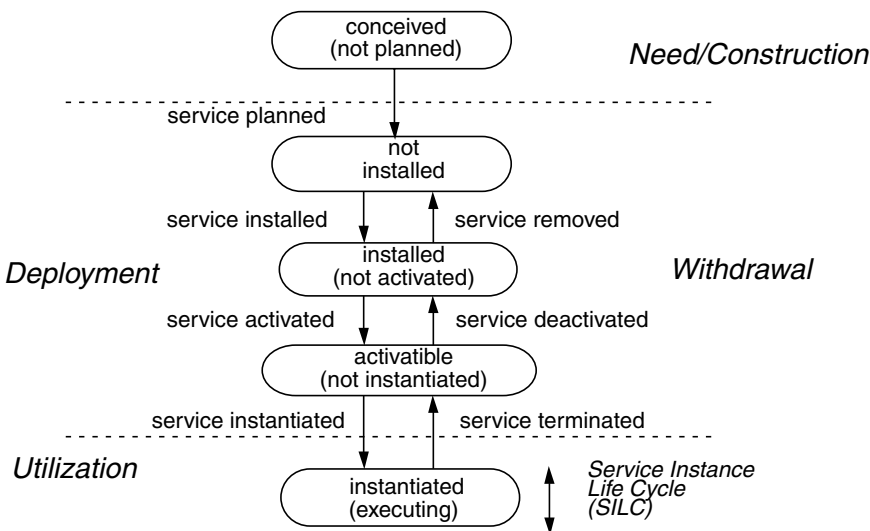 conceived
(not planned)
Need/Construction
service planned
not
installed
service installed
service removed
Deployment
installed
(not activated)
Withdrawal
service activated
service deactivated
activatible
(not instantiated)
service instantiated
service terminated
Utilization
instantiated
(executing)
Service Instance
Life Cycle
(SILC)